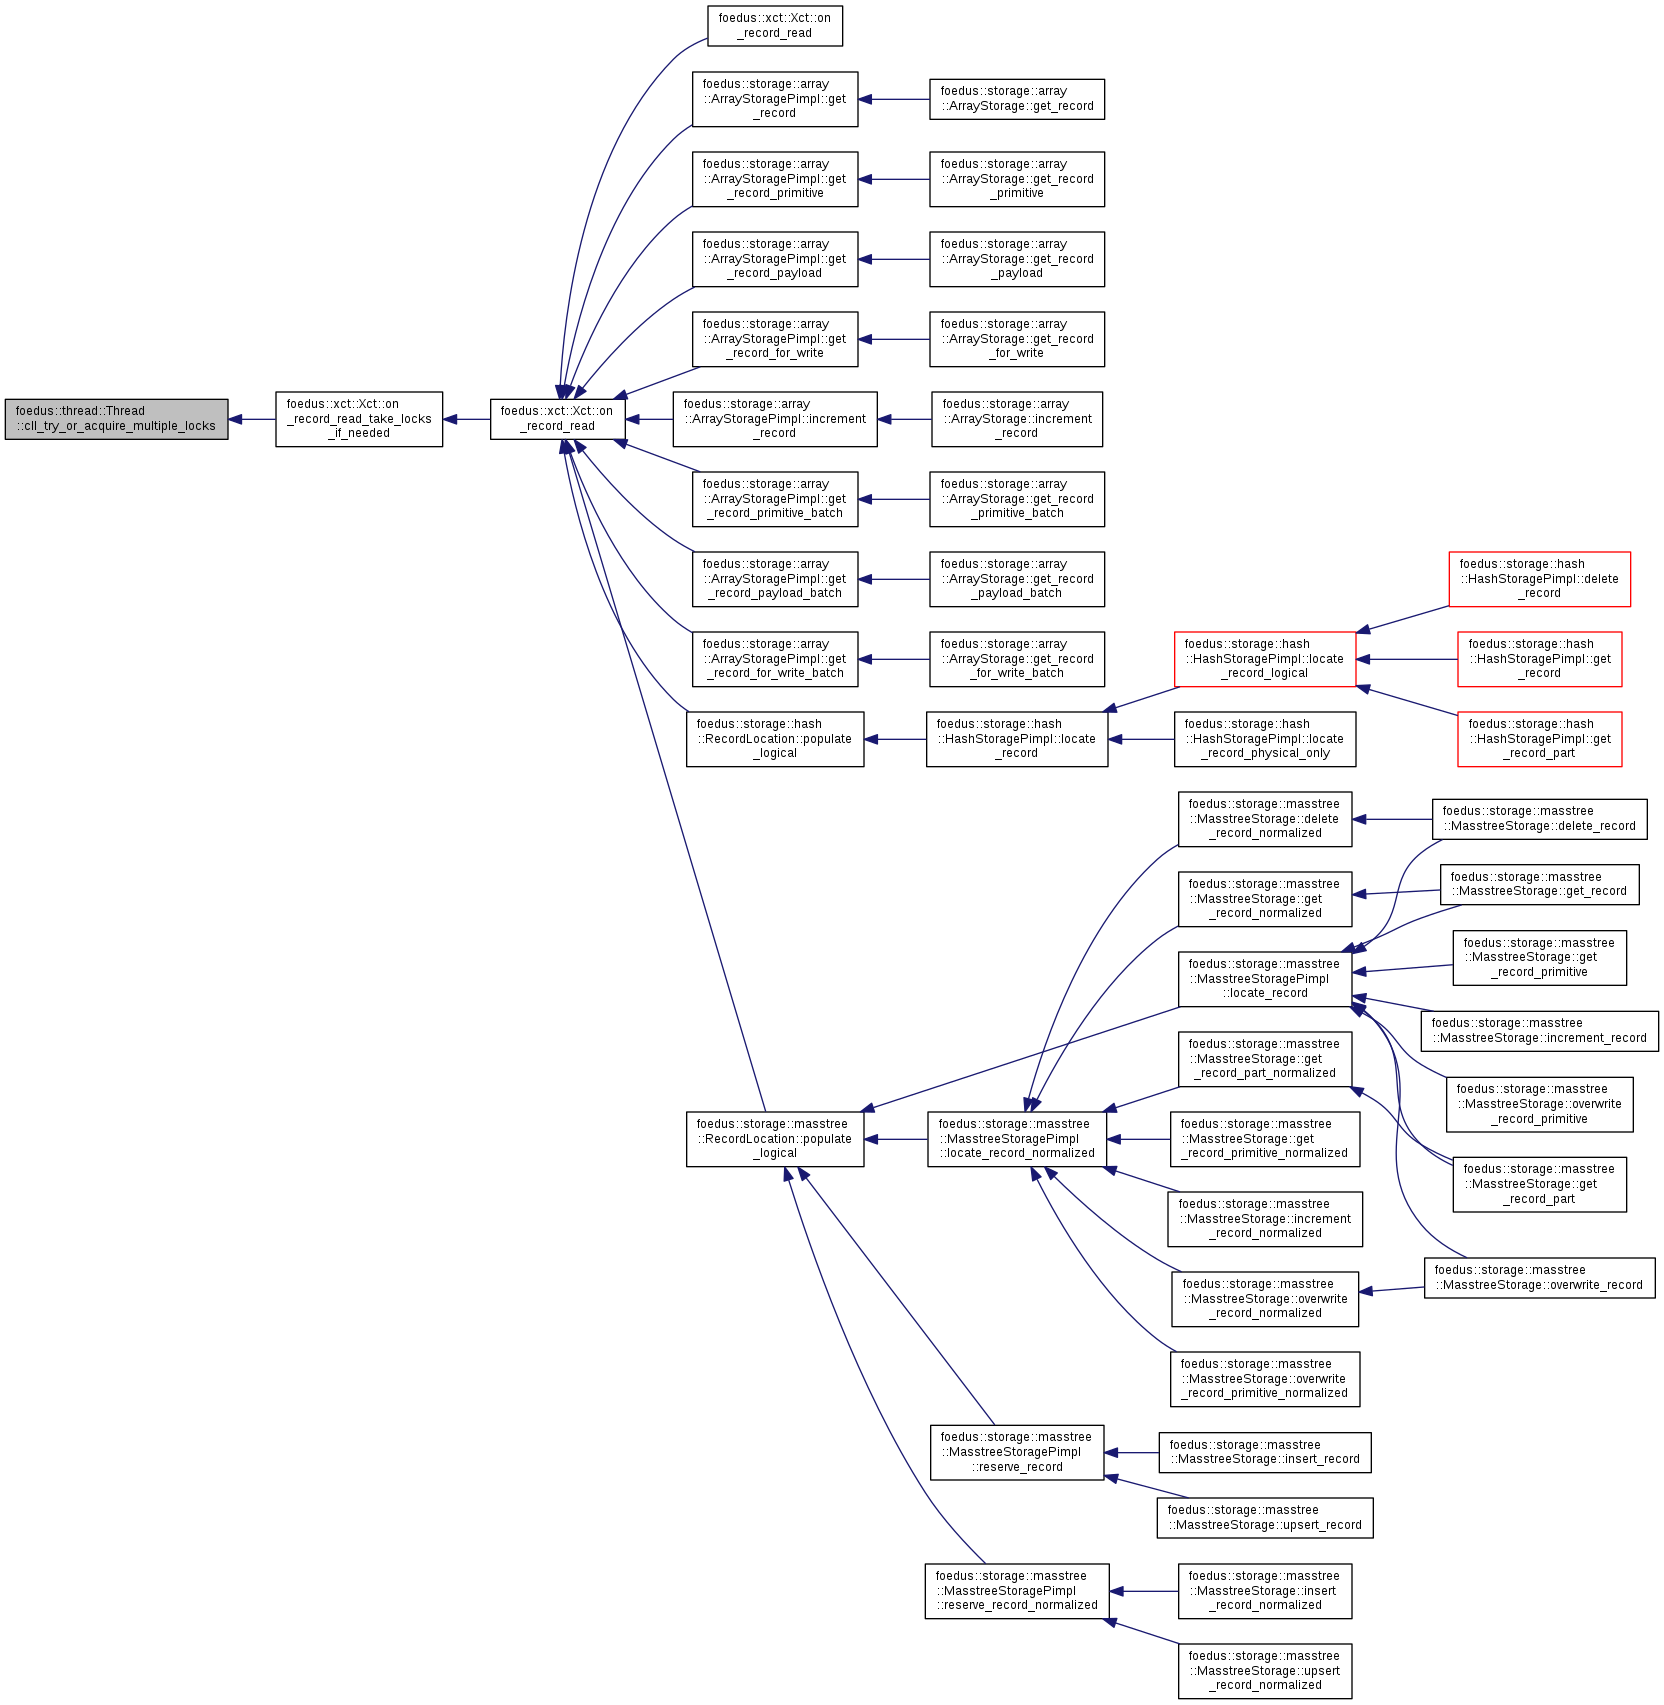 foedus::thread::Thread
::cll_try_or_acquire_multiple_locks
foedus::xct::Xct::on
_record_read_take_locks
_if_needed
foedus::xct::Xct::on
_record_read
foedus::xct::Xct::on
_record_read
foedus::storage::array
::ArrayStoragePimpl::get
_record
foedus::storage::array
::ArrayStorage::get_record
foedus::storage::array
::ArrayStoragePimpl::get
_record_primitive
foedus::storage::array
::ArrayStorage::get_record
_primitive
foedus::storage::array
::ArrayStoragePimpl::get
_record_payload
foedus::storage::array
::ArrayStorage::get_record
_payload
foedus::storage::array
::ArrayStoragePimpl::get
_record_for_write
foedus::storage::array
::ArrayStorage::get_record
_for_write
foedus::storage::array
::ArrayStoragePimpl::increment
_record
foedus::storage::array
::ArrayStorage::increment
_record
foedus::storage::array
::ArrayStoragePimpl::get
_record_primitive_batch
foedus::storage::array
::ArrayStorage::get_record
_primitive_batch
foedus::storage::array
::ArrayStoragePimpl::get
_record_payload_batch
foedus::storage::array
::ArrayStorage::get_record
_payload_batch
foedus::storage::array
::ArrayStoragePimpl::get
_record_for_write_batch
foedus::storage::array
::ArrayStorage::get_record
_for_write_batch
foedus::storage::hash
::RecordLocation::populate
_logical
foedus::storage::hash
::HashStoragePimpl::locate
_record
foedus::storage::hash
::HashStoragePimpl::locate
_record_logical
foedus::storage::hash
::HashStoragePimpl::delete
_record
foedus::storage::hash
::HashStoragePimpl::get
_record
foedus::storage::hash
::HashStoragePimpl::get
_record_part
foedus::storage::hash
::HashStoragePimpl::locate
_record_physical_only
foedus::storage::masstree
::RecordLocation::populate
_logical
foedus::storage::masstree
::MasstreeStoragePimpl
::locate_record_normalized
foedus::storage::masstree
::MasstreeStorage::delete
_record_normalized
foedus::storage::masstree
::MasstreeStorage::get
_record_normalized
foedus::storage::masstree
::MasstreeStoragePimpl
::locate_record
foedus::storage::masstree
::MasstreeStorage::get
_record_part_normalized
foedus::storage::masstree
::MasstreeStorage::get
_record_primitive_normalized
foedus::storage::masstree
::MasstreeStorage::increment
_record_normalized
foedus::storage::masstree
::MasstreeStorage::overwrite
_record_normalized
foedus::storage::masstree
::MasstreeStorage::overwrite
_record_primitive_normalized
foedus::storage::masstree
::MasstreeStorage::delete_record
foedus::storage::masstree
::MasstreeStorage::get_record
foedus::storage::masstree
::MasstreeStorage::get
_record_primitive
foedus::storage::masstree
::MasstreeStorage::increment_record
foedus::storage::masstree
::MasstreeStorage::overwrite
_record_primitive
foedus::storage::masstree
::MasstreeStorage::get
_record_part
foedus::storage::masstree
::MasstreeStorage::overwrite_record
foedus::storage::masstree
::MasstreeStoragePimpl
::reserve_record
foedus::storage::masstree
::MasstreeStorage::insert_record
foedus::storage::masstree
::MasstreeStorage::upsert_record
foedus::storage::masstree
::MasstreeStoragePimpl
::reserve_record_normalized
foedus::storage::masstree
::MasstreeStorage::insert
_record_normalized
foedus::storage::masstree
::MasstreeStorage::upsert
_record_normalized